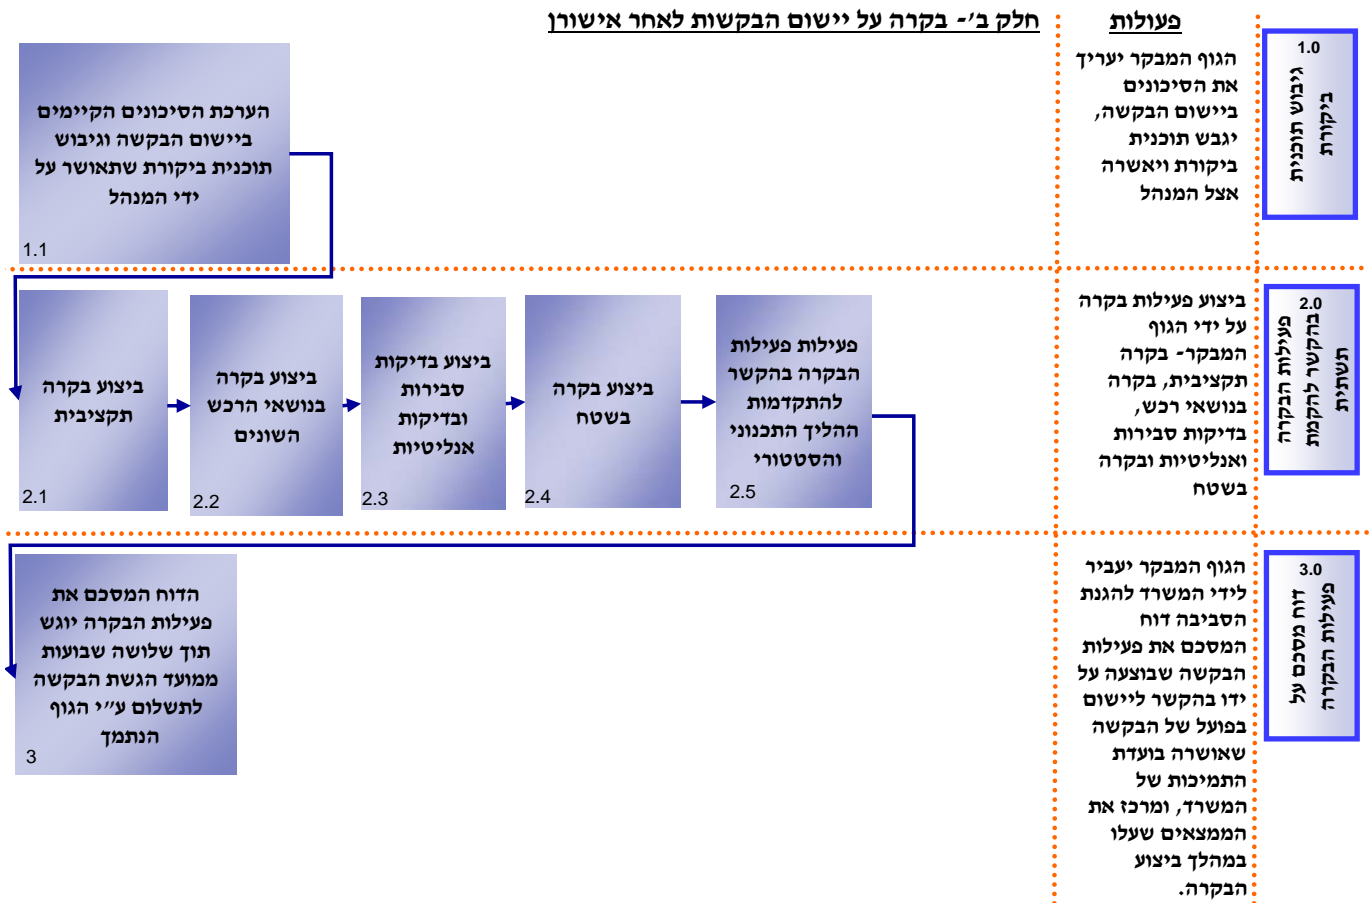 חלק ב'- בקרה על יישום הבקשות לאחר אישורן
פעולות
1.0
גיבוש תוכנית
ביקורת
הגוף המבקר יעריך
את הסיכונים
ביישום הבקשה,
יגבש תוכנית
ביקורת ויאשרה
אצל המנהל
הערכת הסיכונים הקיימים
ביישום הבקשה וגיבוש
תוכנית ביקורת שתאושר על
ידי המנהל
1.1
2.0
פעילות הבקרה
בהקשר להקמת
תשתית
ביצוע פעילות בקרה
על ידי הגוף
המבקר- בקרה
תקציבית, בקרה
בנושאי רכש,
בדיקות סבירות
ואנליטיות ובקרה
בשטח
ביצוע בקרה
תקציבית
2.1
ביצוע בקרה
בנושאי הרכש
השונים
2.2
ביצוע בדיקות
סבירות
ובדיקות
אנליטיות
2.3
ביצוע בקרה
בשטח
2.4
פעילות פעילות
הבקרה בהקשר
להתקדמות
ההליך התכנוני
והסטטורי
2.5
3.0
דוח מסכם על
פעילות הבקרה
הגוף המבקר יעביר
לידי המשרד להגנת
הסביבה דוח
המסכם את פעילות
הבקשה שבוצעה על
ידו בהקשר ליישום
בפועל של הבקשה
שאושרה בועדת
התמיכות של
המשרד, ומרכז את
הממצאים שעלו
במהלך ביצוע
הבקרה.
הדוח המסכם את
פעילות הבקרה יוגש
תוך שלושה שבועות
ממועד הגשת הבקשה
לתשלום ע״י הגוף
הנתמך
3